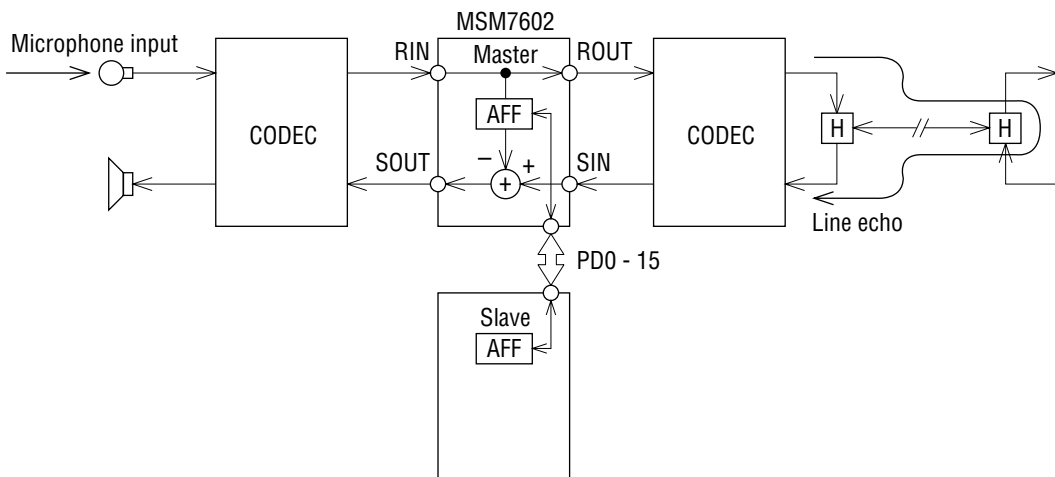 MSM7602
Microphone input
RIN
Master
ROUT
AFF
CODEC
CODEC
H
H
SOUT
–
+
+
SIN
Line echo
PD0 - 15
Slave
AFF